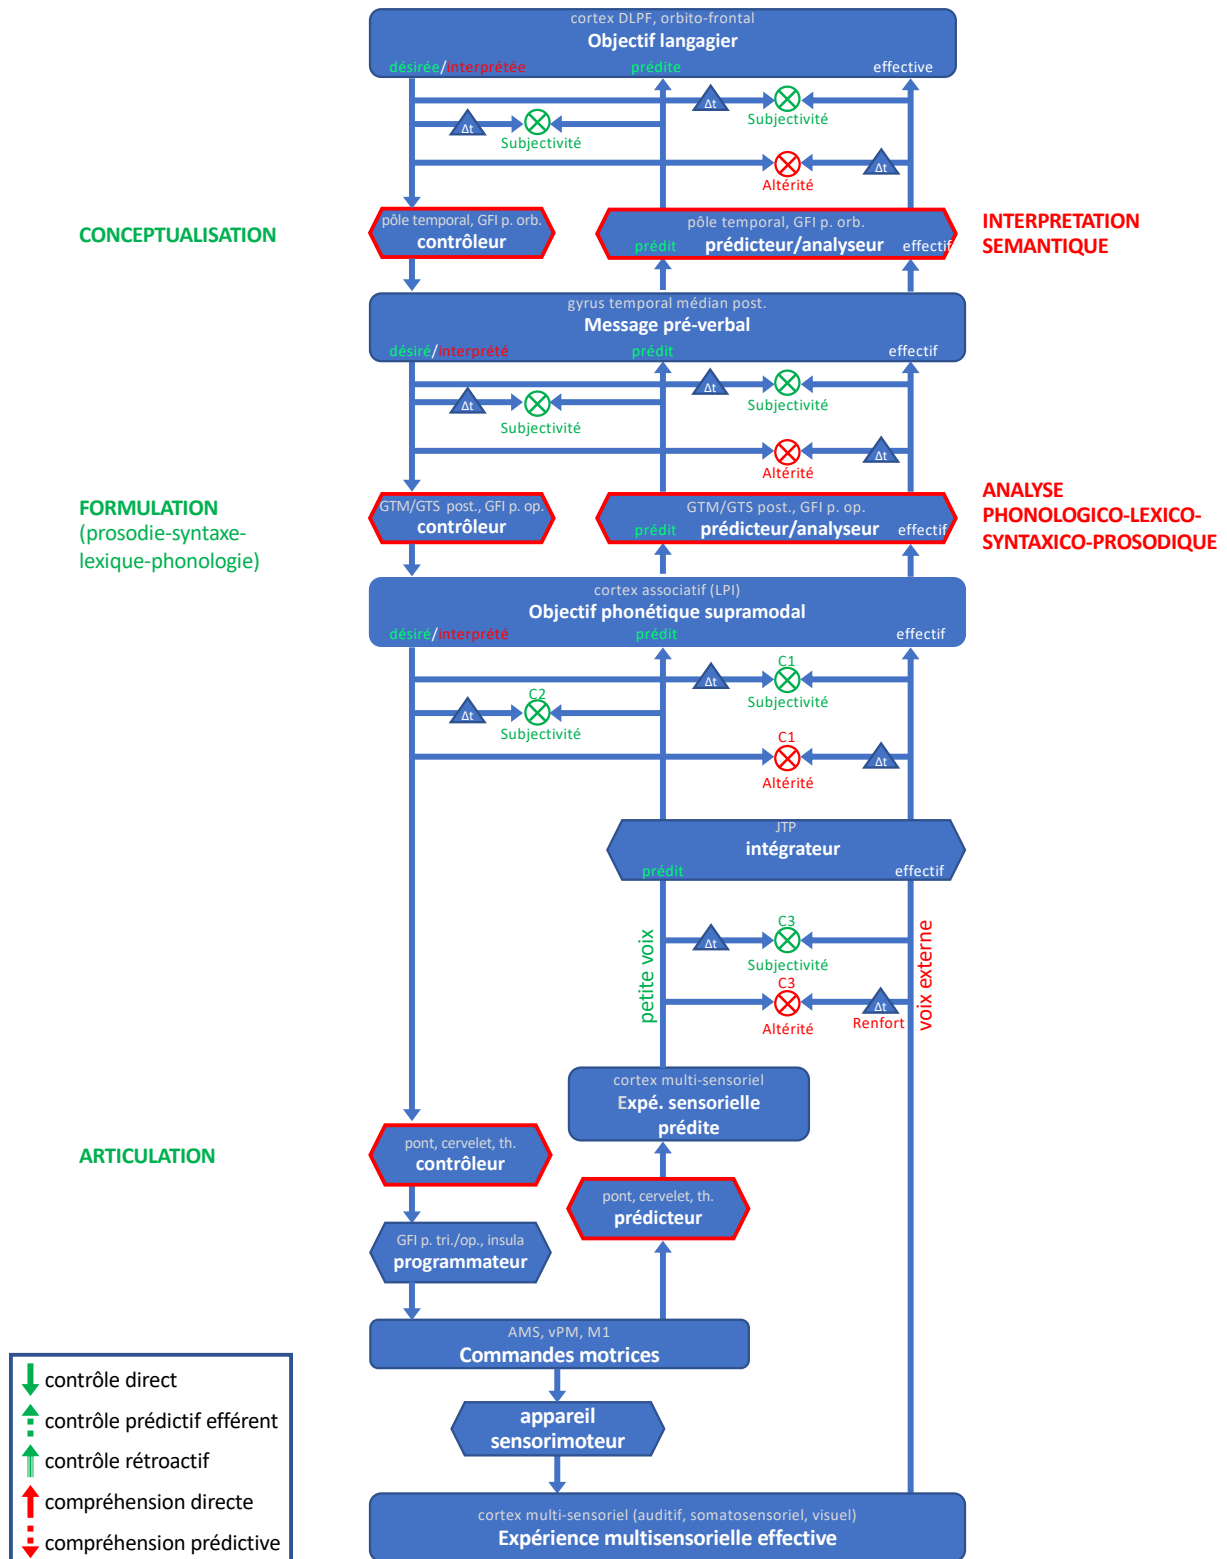 cortex DLPF, orbito-frontal
Objectif langagier
désirée/interprétée prédite effective
Δt Subjectivité
Δt Subjectivité
Δt
Altérité
CONCEPTUALISATION
pôle temporal, GFI p. orb.
contrôleur
pôle temporal, GFI p. orb.
prédit prédicteur/analyseur effectif
INTERPRETATION
SEMANTIQUE
gyrus temporal médian post.
Message pré-verbal
désiré/interprété prédit effectif
Δt Subjectivité
Δt Subjectivité
Δt
Altérité
FORMULATION
(prosodie-syntaxe-
lexique-phonologie)
GTM/GTS post., GFI p. op.
contrôleur
GTM/GTS post., GFI p. op.
prédit prédicteur/analyseur effectif
ANALYSE
PHONOLOGICO-LEXICO-
SYNTAXICO-PROSODIQUE
cortex associatif (LPI)
Objectif phonétique supramodal
désiré/interprété prédit effectif
C1
Δt
Subjectivité
C2
Δt
Subjectivité
C1
Δt
Altérité
JTP
intégrateur
prédit effectif
petite voix
voix externe
C3
Δt
Subjectivité
C3
Δt
Altérité Renfort
cortex multi-sensoriel
Expé. sensorielle
prédite
ARTICULATION
pont, cervelet, th.
contrôleur
pont, cervelet, th.
prédicteur
GFI p. tri./op., insula
programmateur
AMS, vPM, M1
Commandes motrices
appareil
sensorimoteur
cortex multi-sensoriel (auditif, somatosensoriel, visuel)
Expérience multisensorielle effective
contrôle direct
contrôle prédictif efférent
contrôle rétroactif
compréhension directe
compréhension prédictive